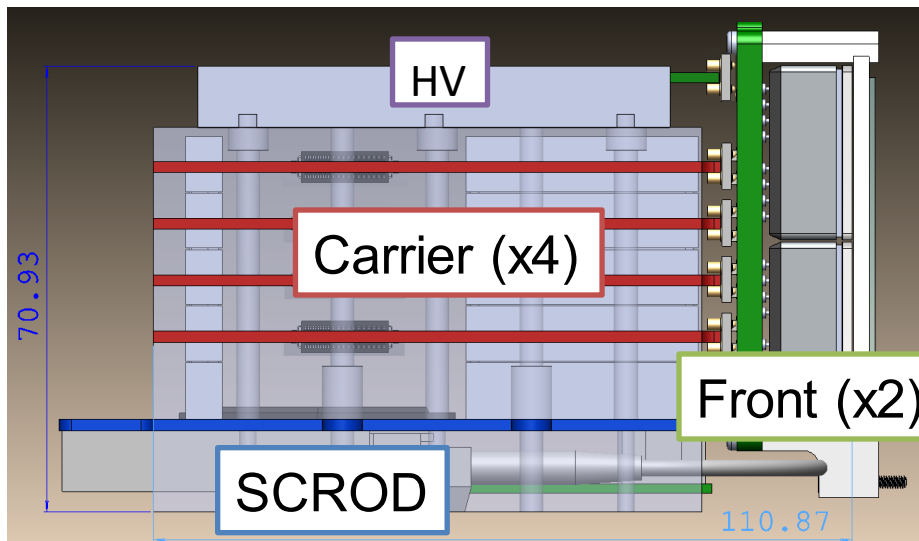 HV
Carrier (x4)
70.93
Front (x2)
SCROD
110.87